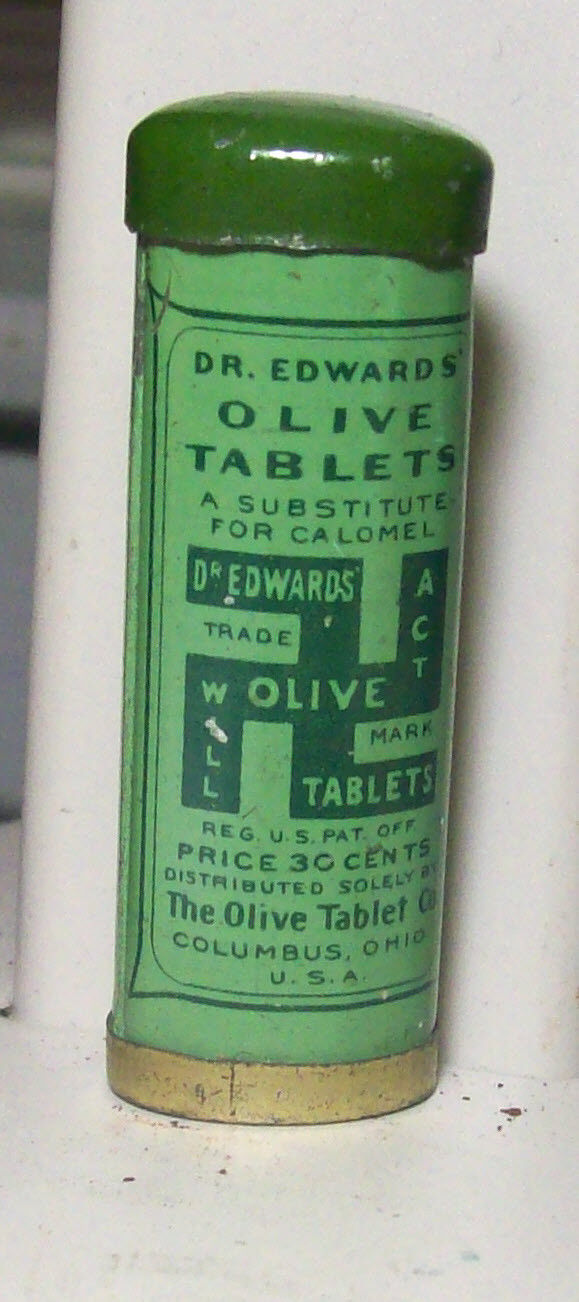 DR. EDWARDS'
OLIVE
TABLETS
A SUBSTITUTE
FOR CALOMEL
DR EDWARDS'
ACT
TRADE
WILL
OLIVE
MARK
TABLETS
REG. U.S. PAT. OFF
PRICE 30 CENTS
DISTRIBUTED SOLELY BY
The Olive Tablet Co
COLUMBUS, OHIO
U. S. A.